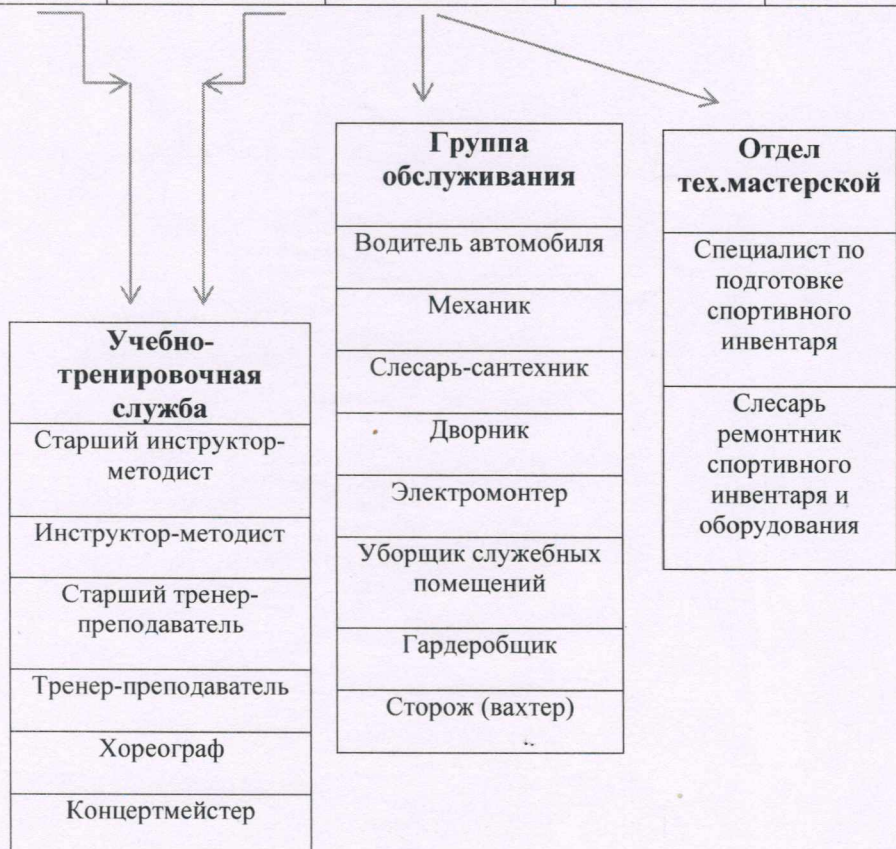 Учебно-
тренировочная
служба
Старший инструктор-
методист
Инструктор-методист
Старший тренер-
преподаватель
Тренер-преподаватель
Хореограф
Концертмейстер
Группа
обслуживания
Водитель автомобиля
Механик
Слесарь-сантехник
Дворник
Электромонтер
Уборщик служебных
помещений
Гардеробщик
Сторож (вахтер)
Отдел
тех.мастерской
Специалист по
подготовке
спортивного
инвентаря
Слесарь
ремонтник
спортивного
инвентаря и
оборудования